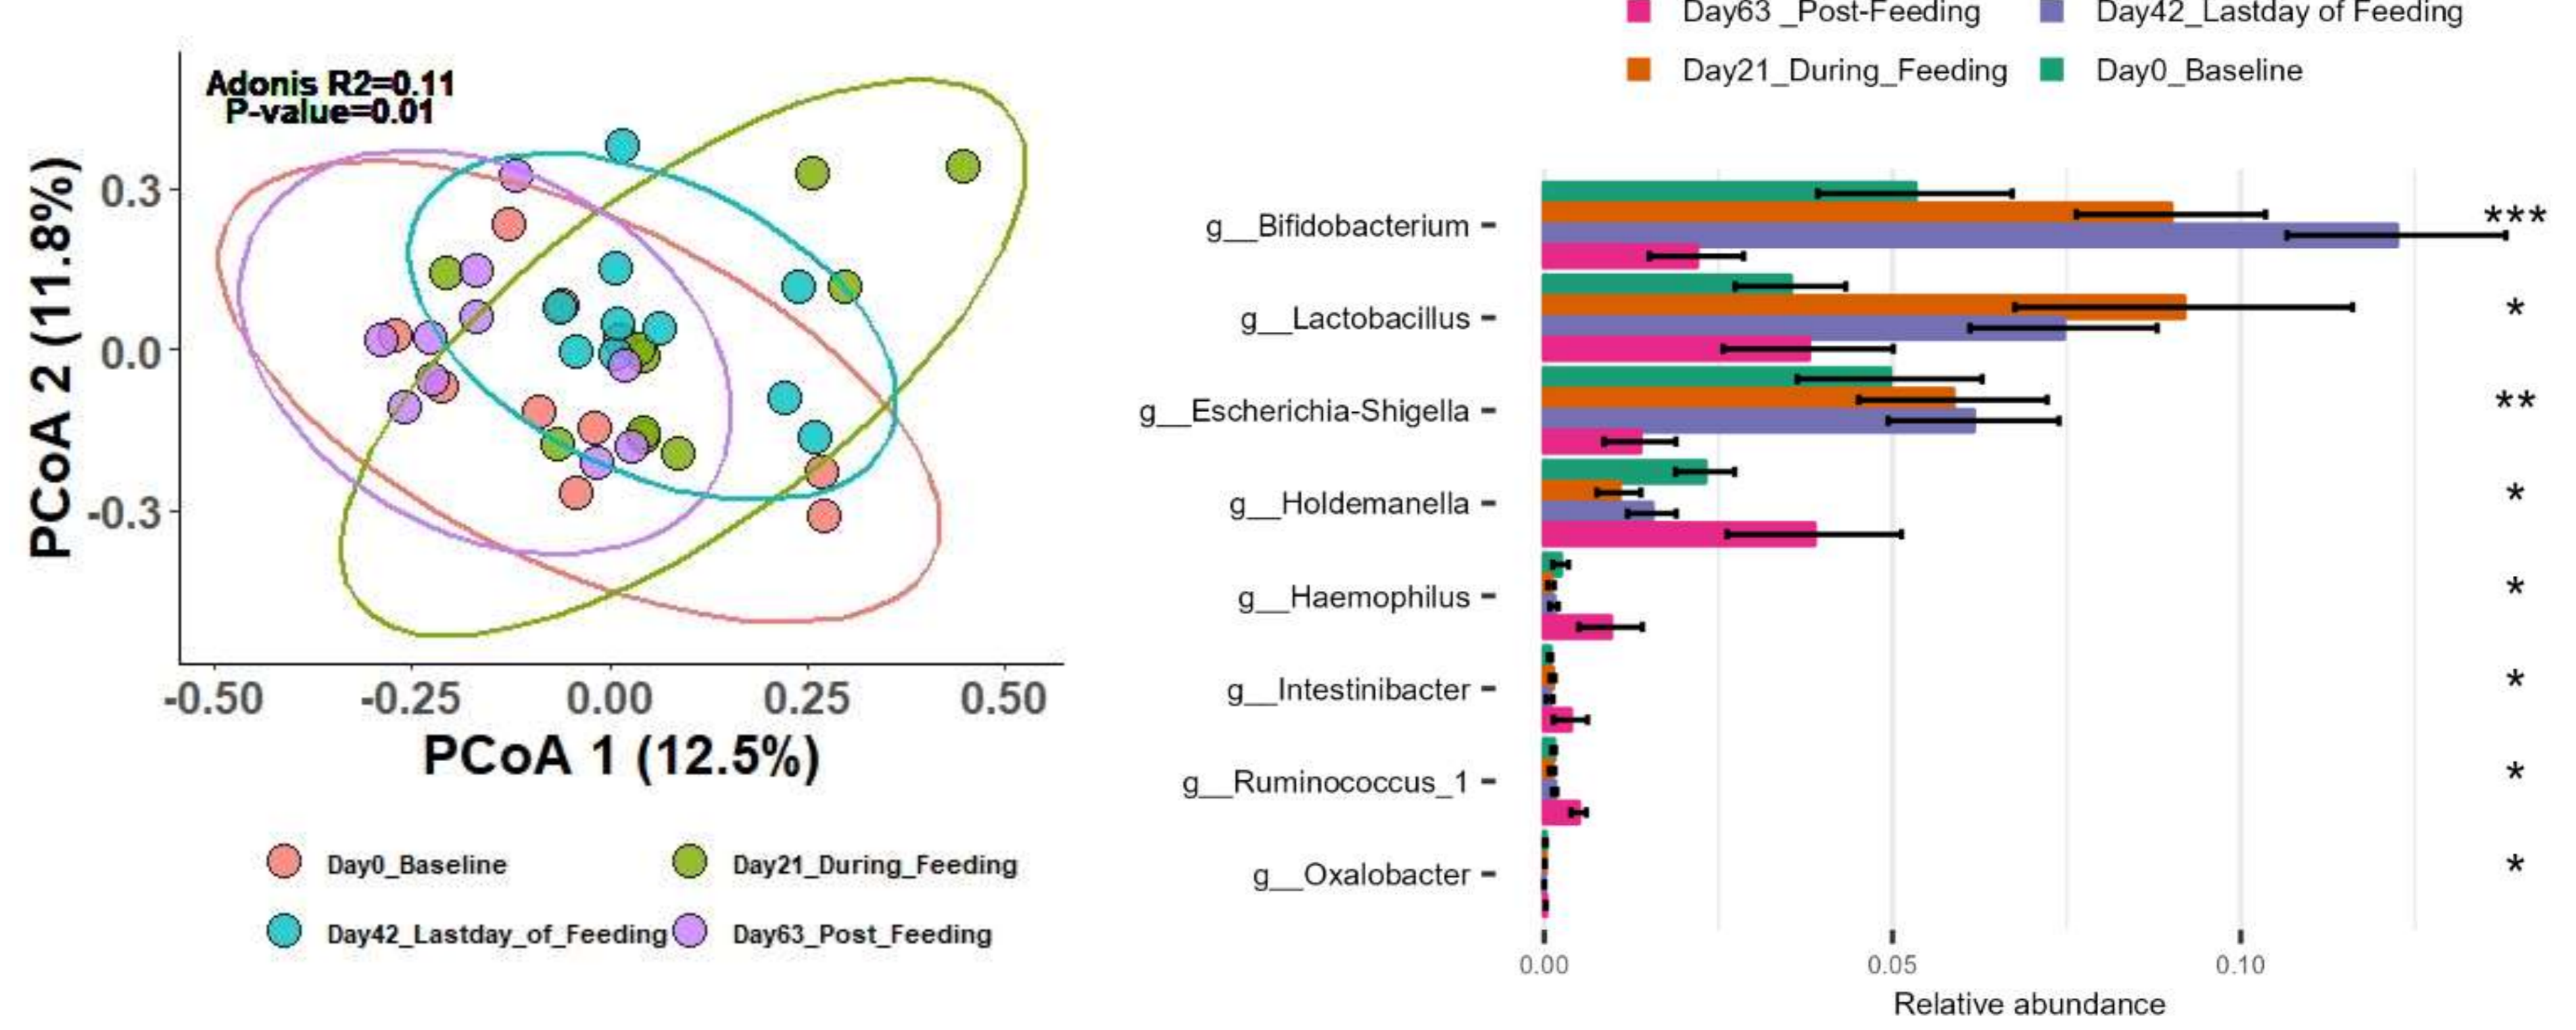 Adonis R2=0.11
P-value=0.01
PCoA 2 (11.8%)
0.3
0.0
-0.3
-0.50 -0.25 0.00 0.25 0.50
PCoA 1 (12.5%)
Day0_Baseline Day21_During_Feeding
Day42_Lastday_of_Feeding Day63_Post_Feeding
Day63 _Post-Feeding Day42_Lastday of Feeding
Day21_During_Feeding Day0_Baseline
g__Bifidobacterium ***
g__Lactobacillus *
g__Escherichia-Shigella **
g__Holdemanella *
g__Haemophilus *
g__Intestinibacter *
g__Ruminococcus_1 *
g__Oxalobacter *
0.00 0.05 0.10
Relative abundance